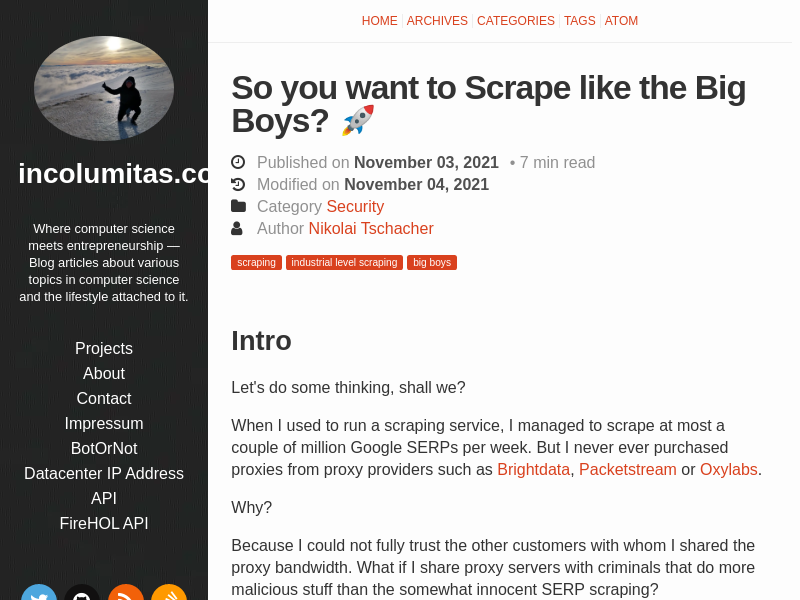 HOME ARCHIVES CATEGORIES TAGS ATOM
incolumitas.co
Where computer science
meets entrepreneurship —
Blog articles about various
topics in computer science
and the lifestyle attached to it.
Projects
About
Contact
Impressum
BotOrNot
Datacenter IP Address
API
FireHOL API
So you want to Scrape like the Big
Boys? 🚀
Published on November 03, 2021 • 7 min read
Modified on November 04, 2021
Category Security
Author Nikolai Tschacher
scraping industrial level scraping big boys
Intro
Let's do some thinking, shall we?
When I used to run a scraping service, I managed to scrape at most a
couple of million Google SERPs per week. But I never ever purchased
proxies from proxy providers such as Brightdata, Packetstream or Oxylabs.
Why?
Because I could not fully trust the other customers with whom I shared the
proxy bandwidth. What if I share proxy servers with criminals that do more
malicious stuff than the somewhat innocent SERP scraping?